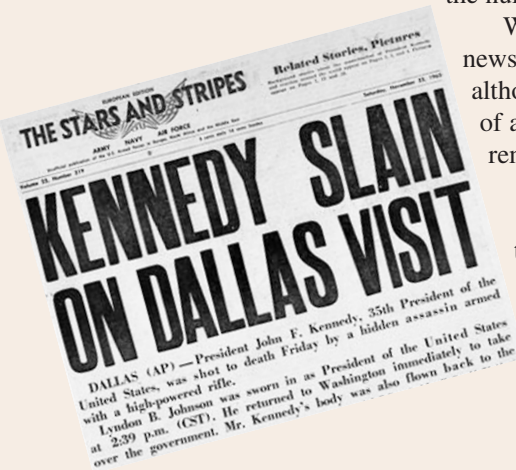 W
news
altho
of a
EUROPEAN EDITION
THE STARS AND STRIPES
ARMY NAVY AIR FORCE
Related Stories, Pictures
Saturday, November 23, 1963
Volume 22, Number 219
KENNEDY SLAIN
ON DALLAS VISIT
DALLAS (AP) — President John F. Kennedy, 35th President of the
United States, was shot to death Friday by a hidden assassin armed
with a high-powered rifle.
Lyndon B. Johnson was sworn in as President of the United States
at 2:39 p.m. (CST). He returned to Washington immediately to take
over the government. Mr. Kennedy's body was also flown back to the